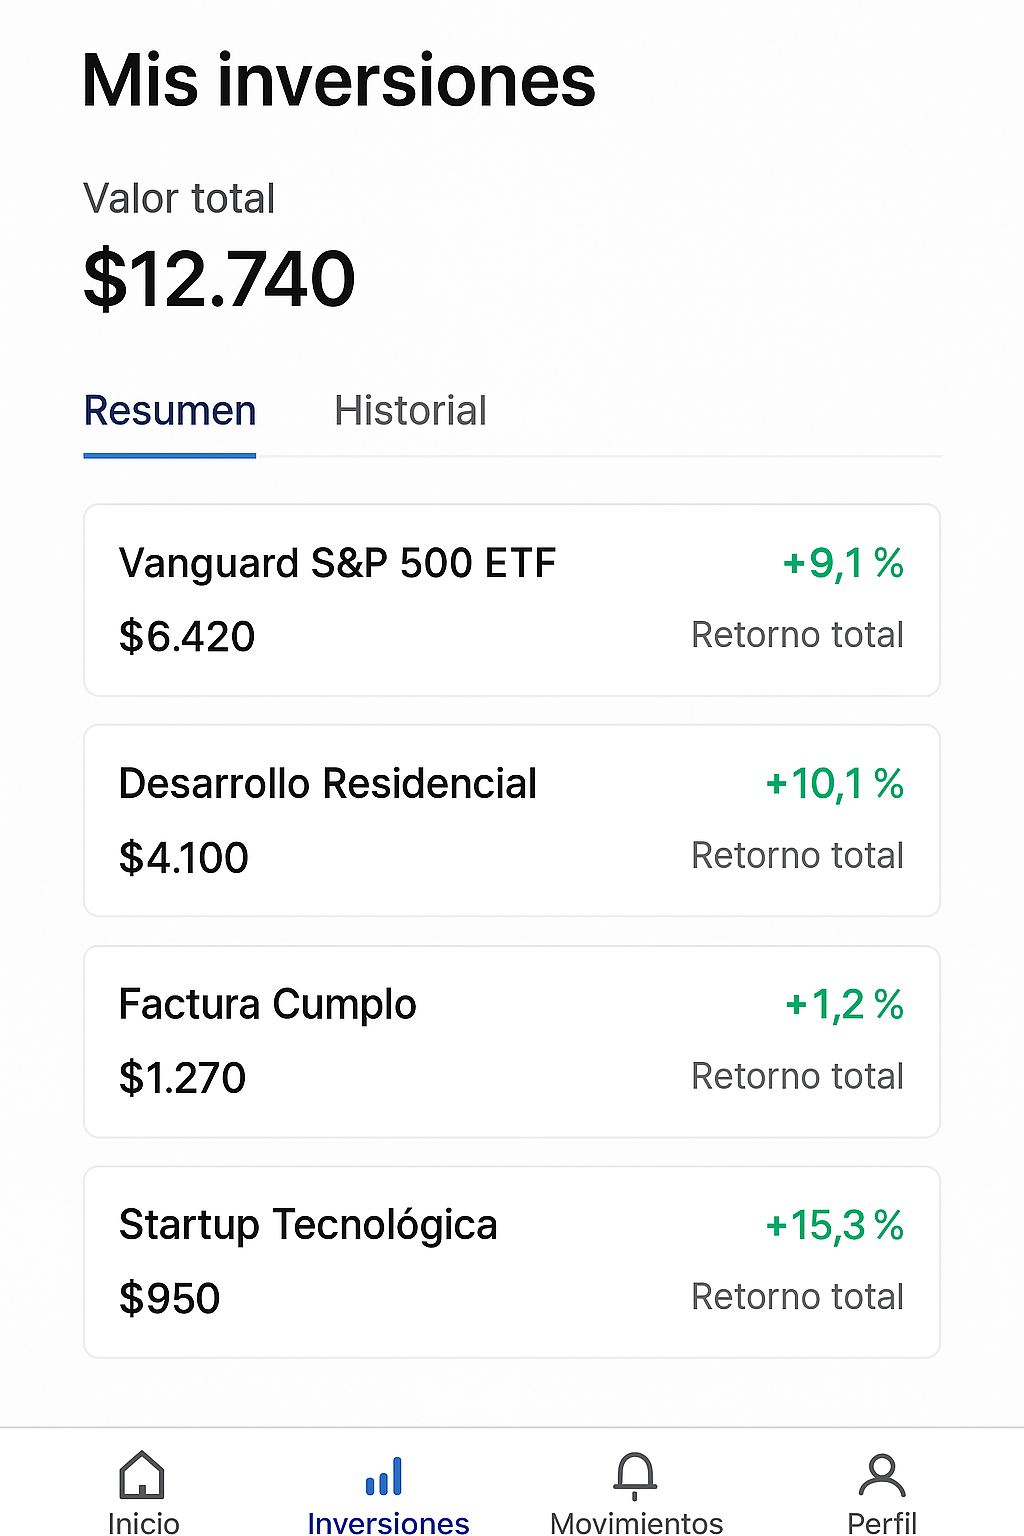 Mis inversiones
Valor total
$12.740
Resumen Historial
Vanguard S&P 500 ETF +9,1 %
$6.420 Retorno total
Desarrollo Residencial +10,1 %
$4.100 Retorno total
Factura Cumplo +1,2 %
$1.270 Retorno total
Startup Tecnológica +15,3 %
$950 Retorno total
Inicio Inversiones Movimientos Perfil